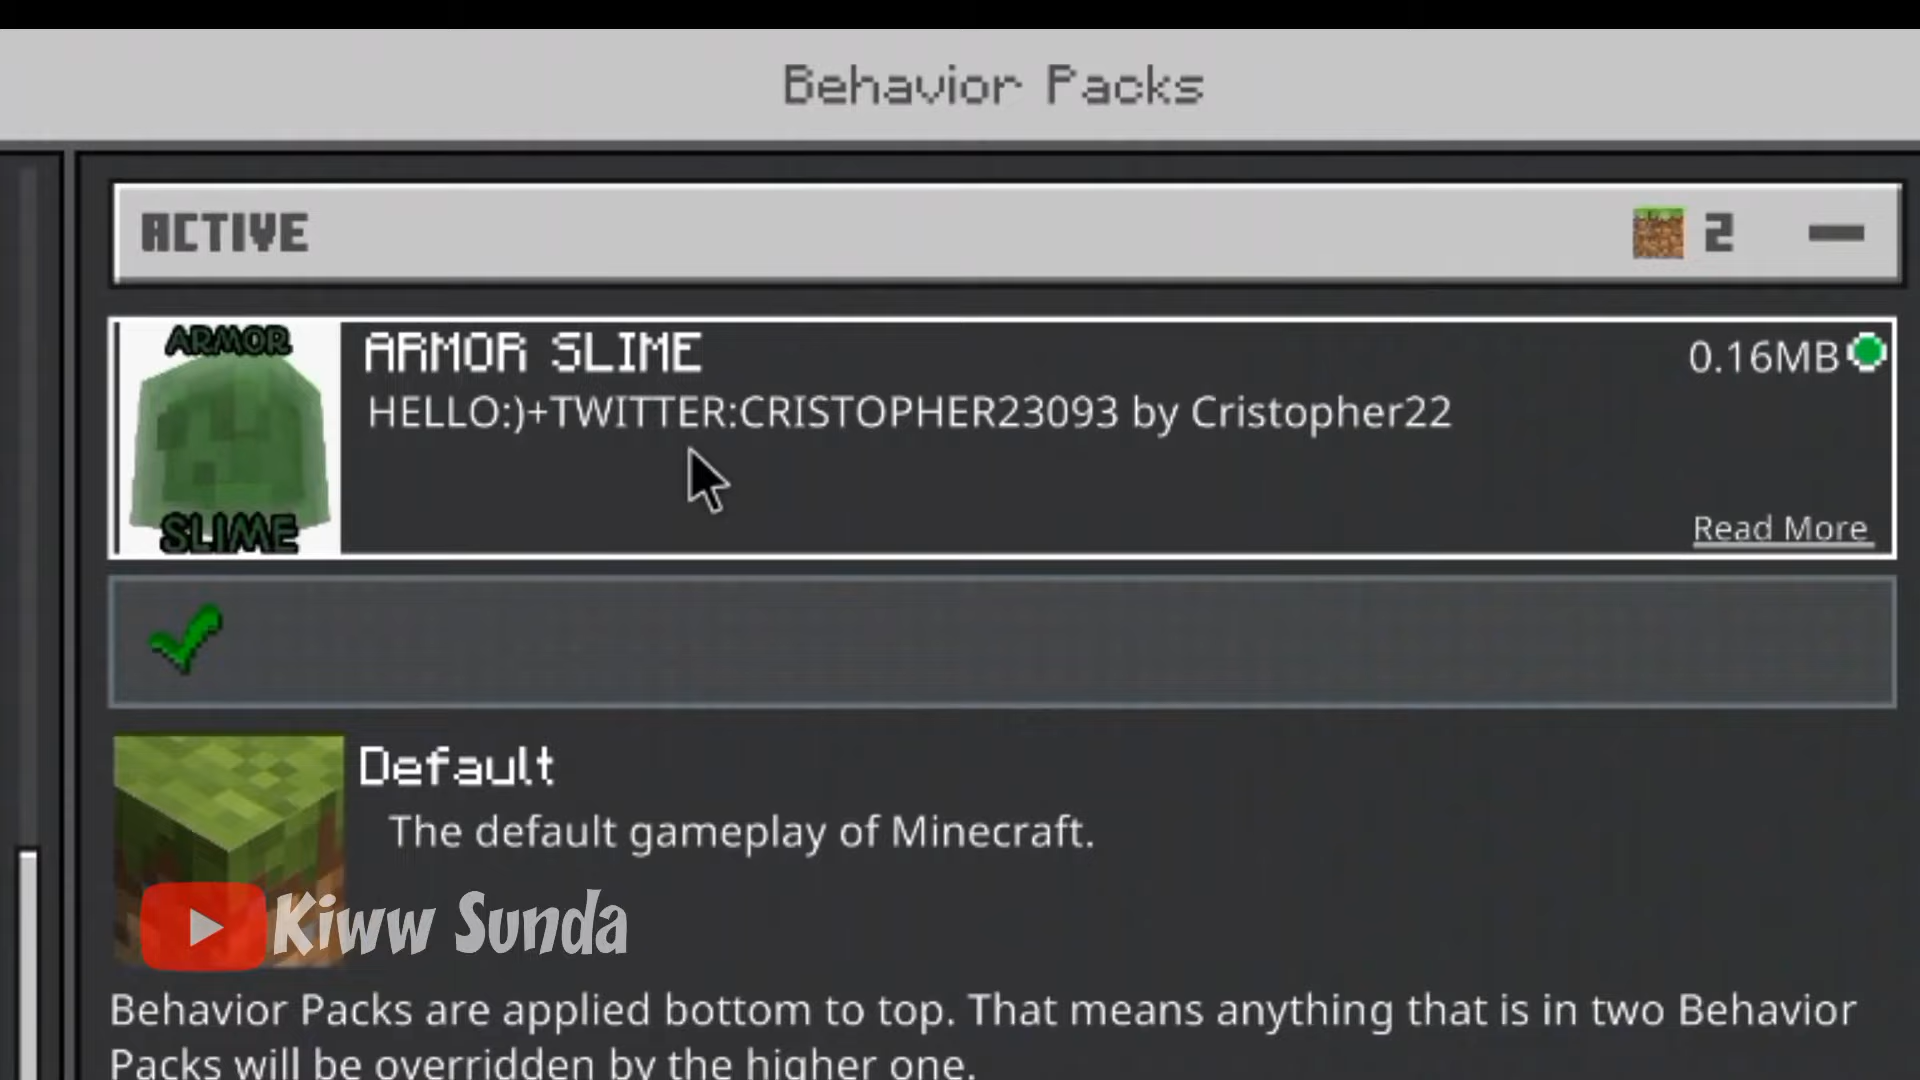 Behavior Packs
ACTIVE
2
ARMOR
SLIME
ARMOR SLIME
0.16MB
HELLO:)+TWITTER:CRISTOPHER23093 by Cristopher22
Read More
Default
The default gameplay of Minecraft.
Kiww Sunda
Behavior Packs are applied bottom to top. That means anything that is in two Behavior
Packs will be overridden by the higher one.